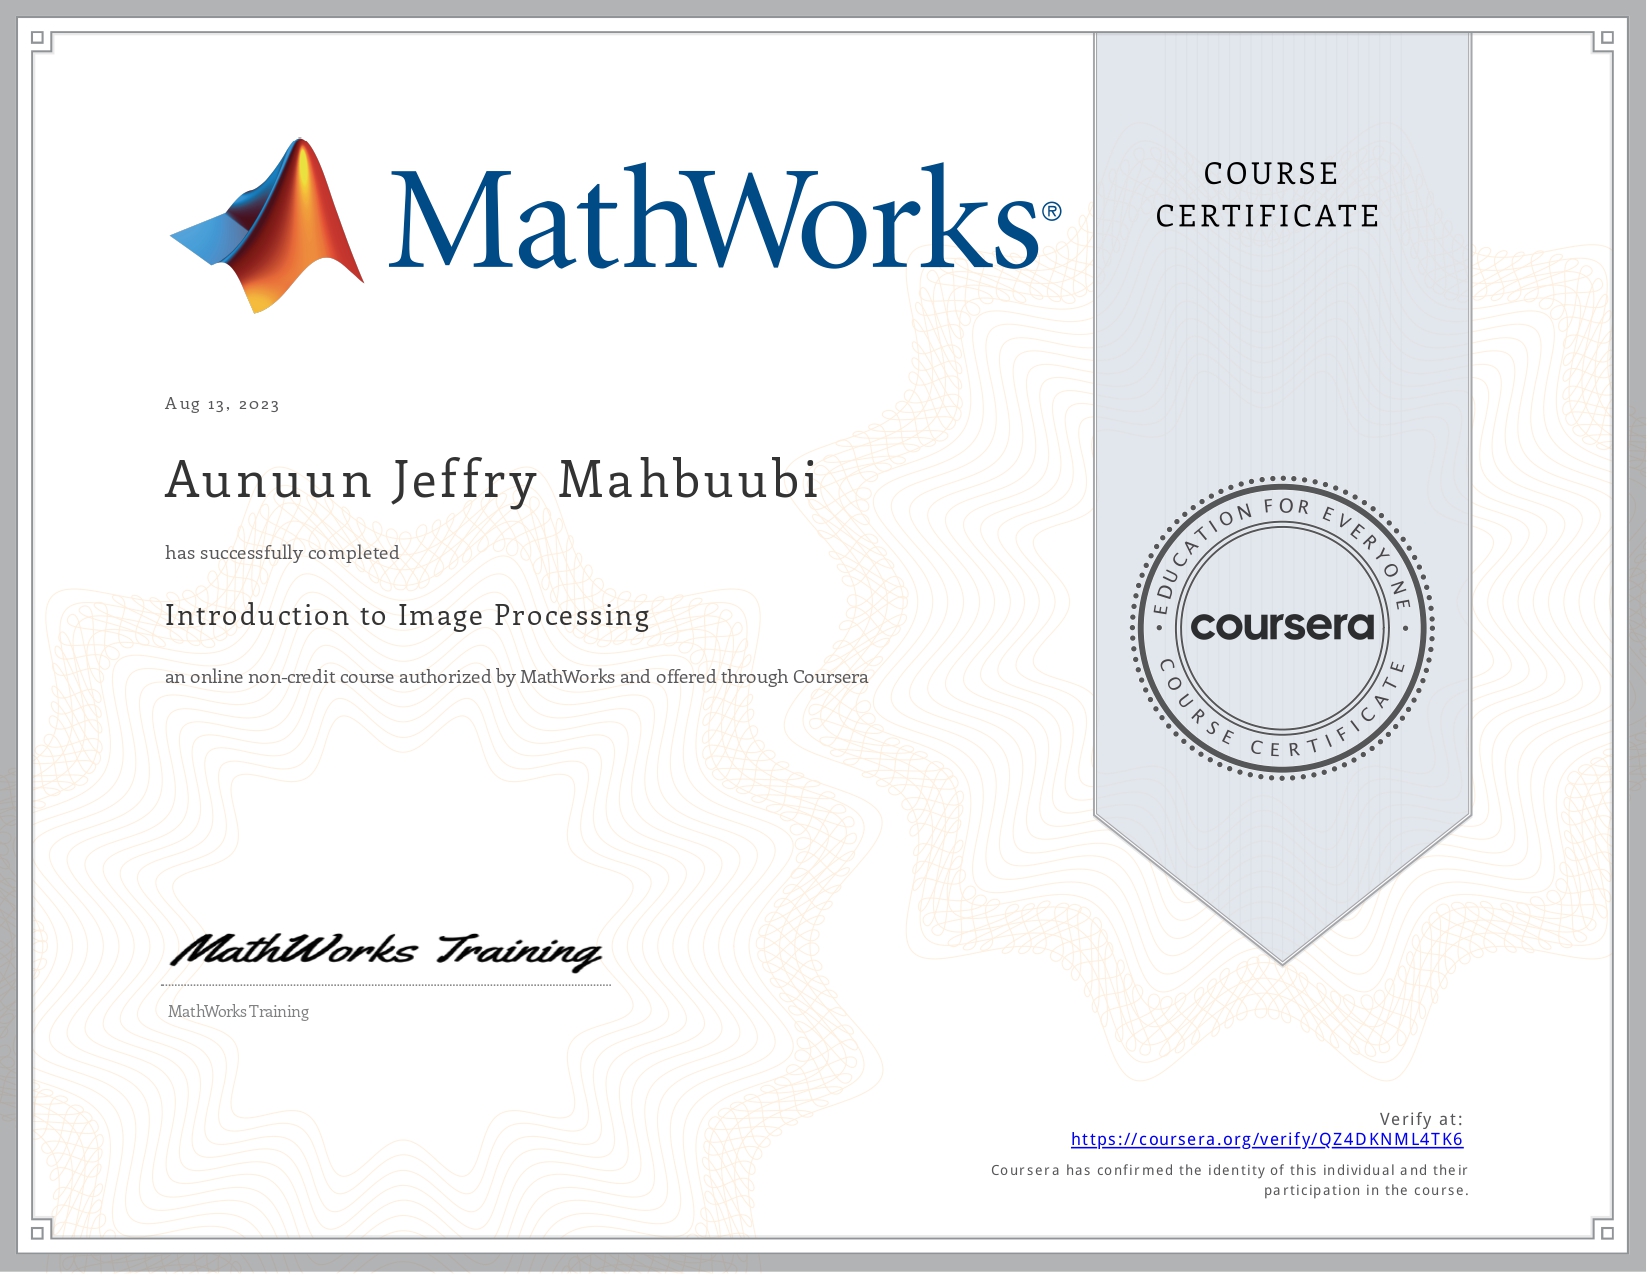 MathWorks®
COURSE
CERTIFICATE
Aug 13, 2023
Aunuun Jeffry Mahbuubi
has successfully completed
Introduction to Image Processing
an online non-credit course authorized by MathWorks and offered through Coursera
EDUCATION FOR EVERYONE
coursera
COURSE CERTIFICATE
MathWorks Training
MathWorks Training
Verify at:
https://coursera.org/verify/QZ4DKNML4TK6
Coursera has confirmed the identity of this individual and their
participation in the course.